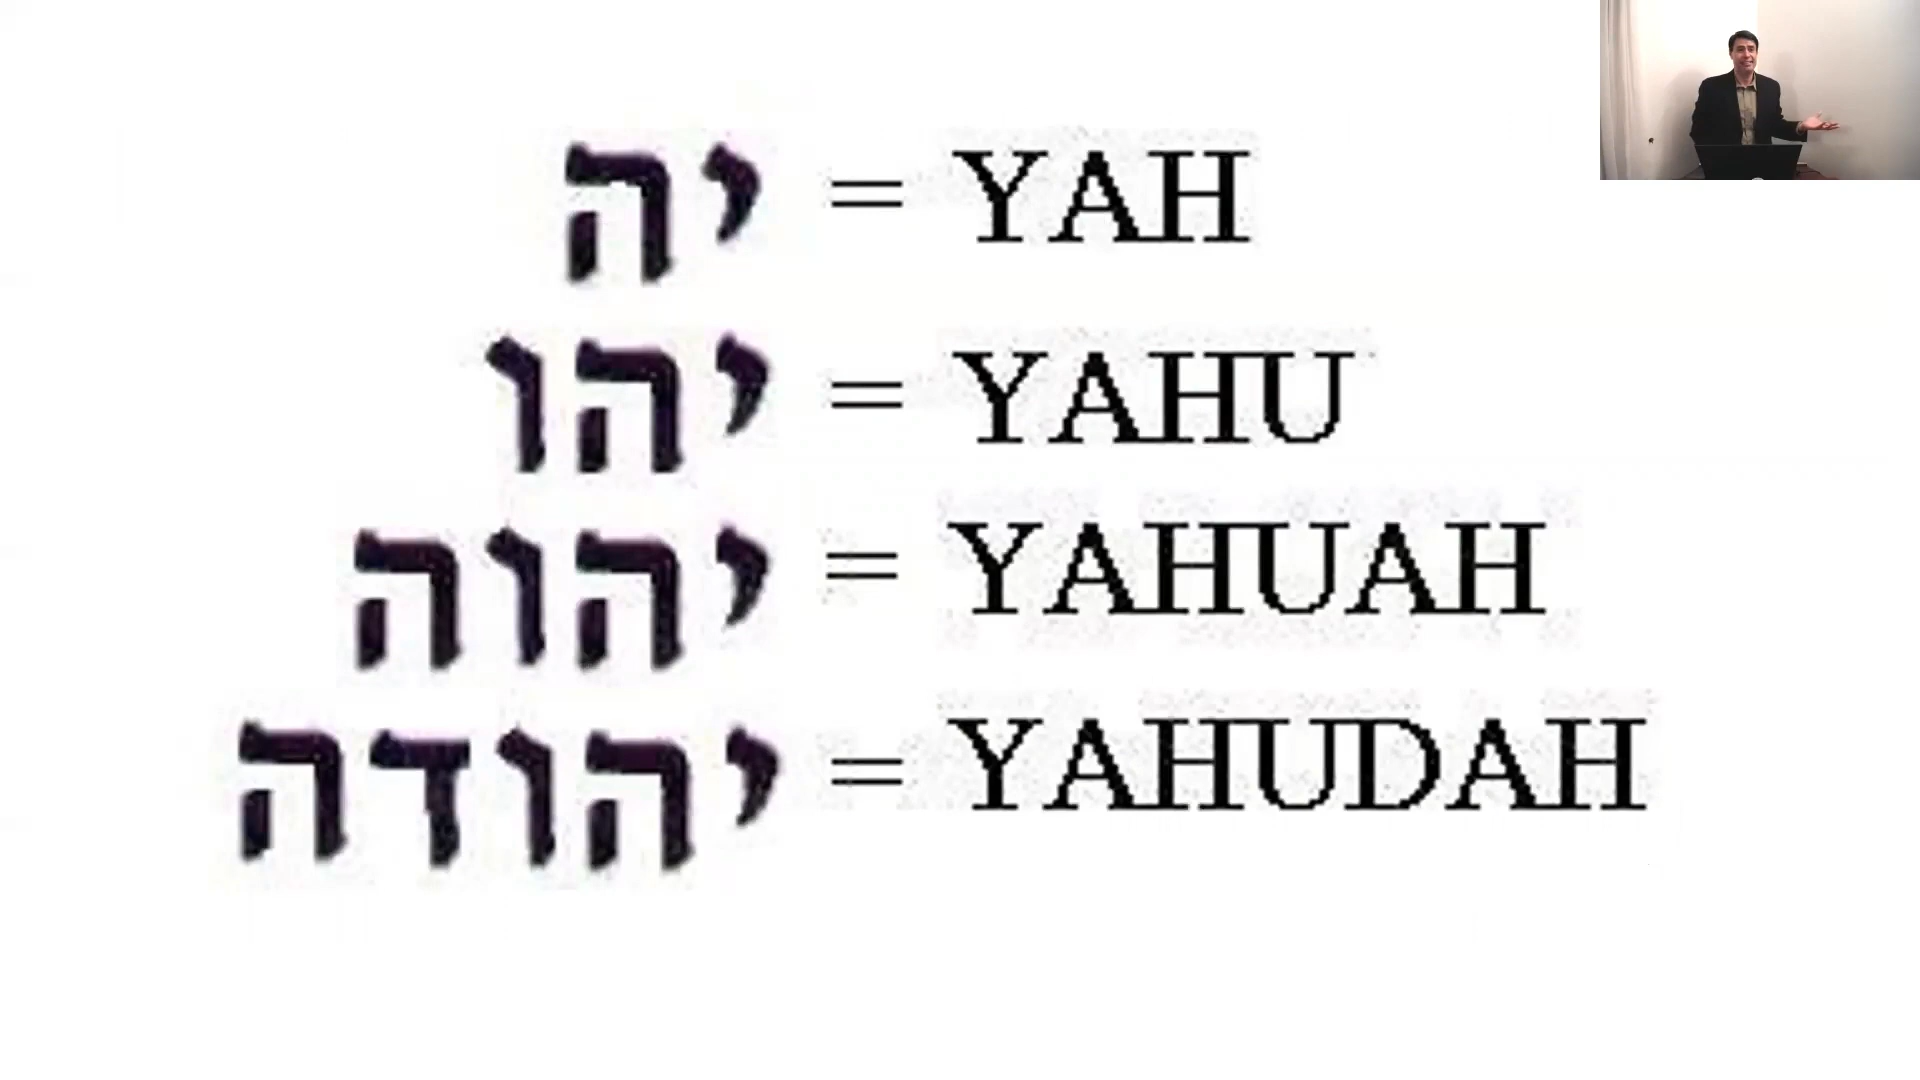 יה = YAH
יהו = YAHU
יהוה = YAHUAH
יהודה = YAHUDAH